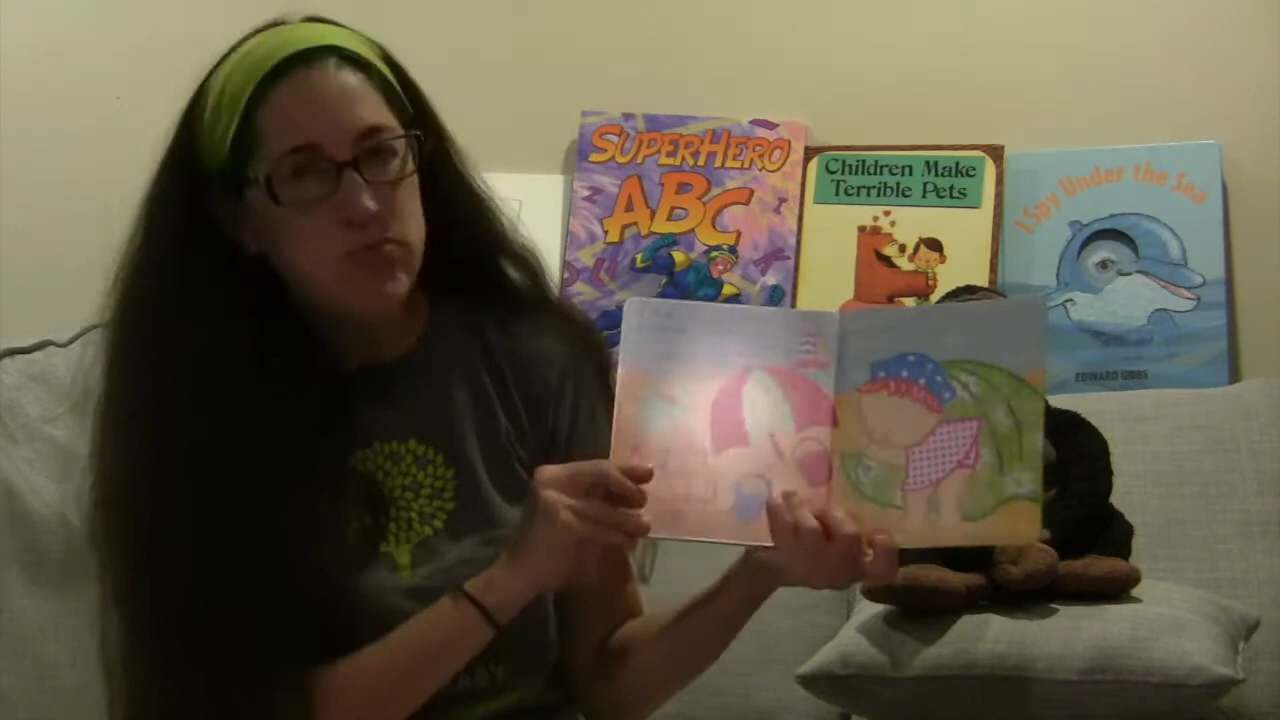 SUPERHERO
ABC
Children Make
Terrible Pets
I Spy Under the Sea
EDWARD GIBBS